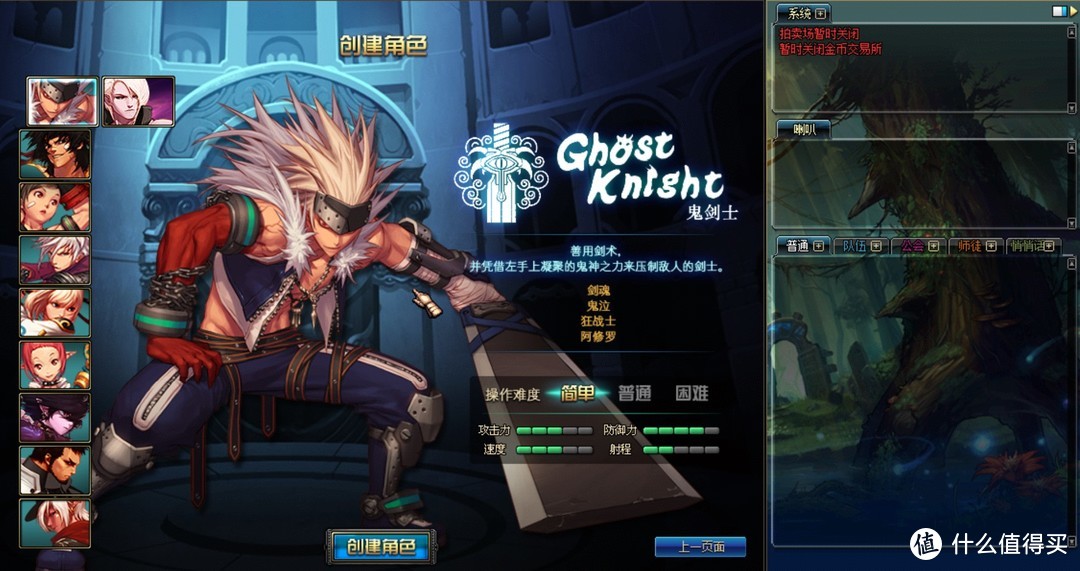 创建角色
Ghost
Knight
鬼剑士
善用剑术，
并凭借左手上凝聚的鬼神之力来压制敌人的剑士。
剑魂
鬼泣
狂战士
阿修罗
操作难度 简单 普通 困难
攻击力 防御力
速度 射程
创建角色
上一页面
系统
拍卖场暂时关闭
暂时关闭金币交易所
喇叭
普通 队伍 公会 师徒 悄悄话
值 什么值得买